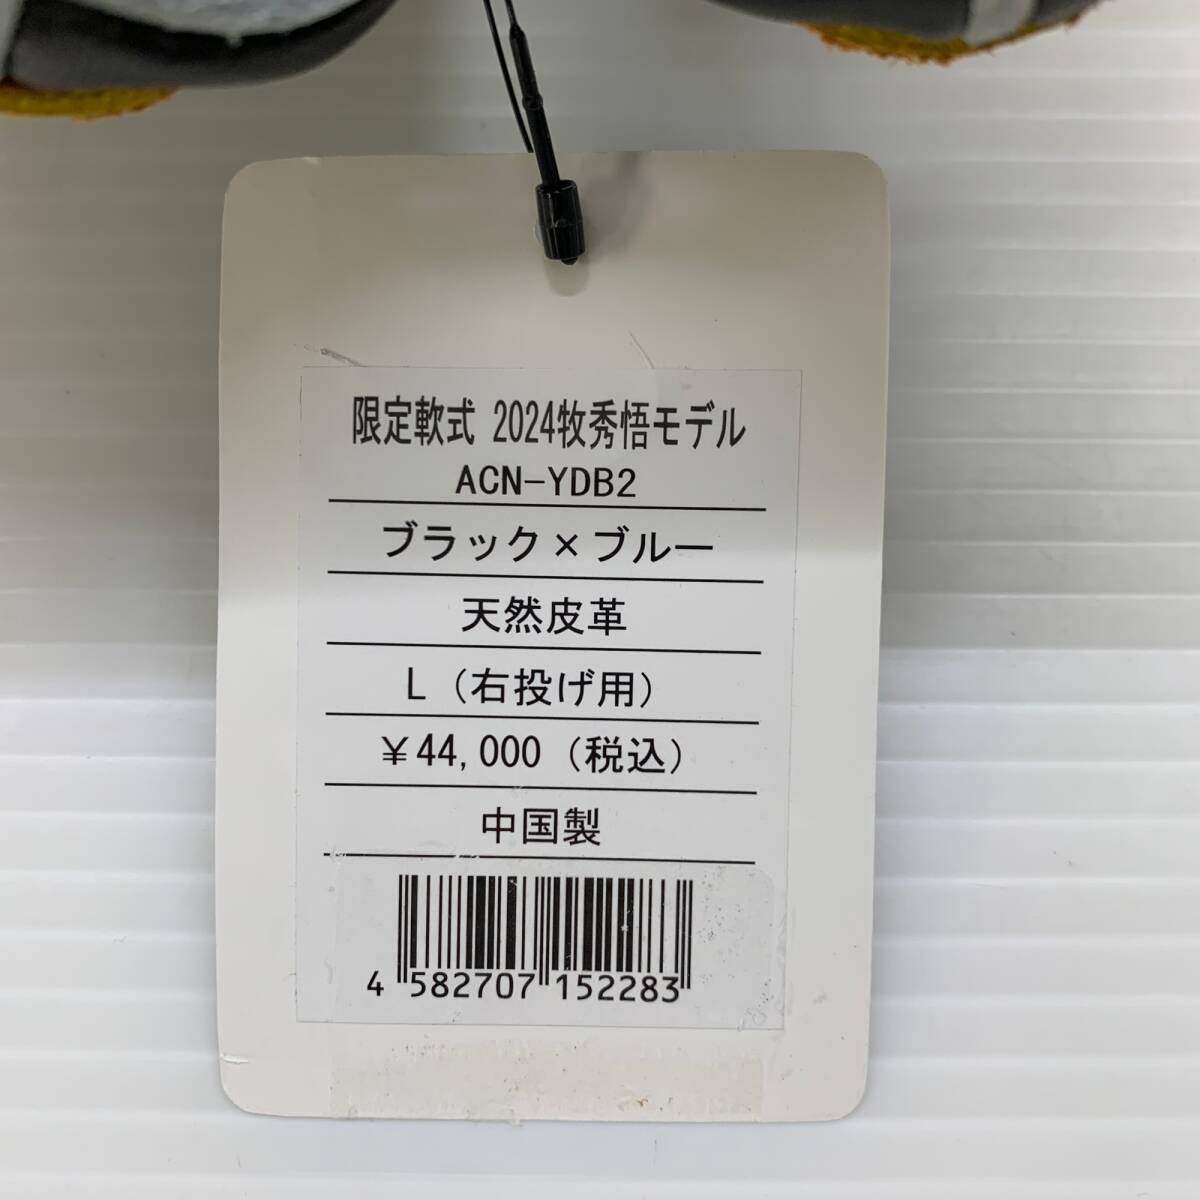 限定軟式 2024牧秀悟モデル
ACN-YDB2
ブラック×ブルー
天然皮革
L（右投げ用）
￥44,000（税込）
中国製
4 582707 152283